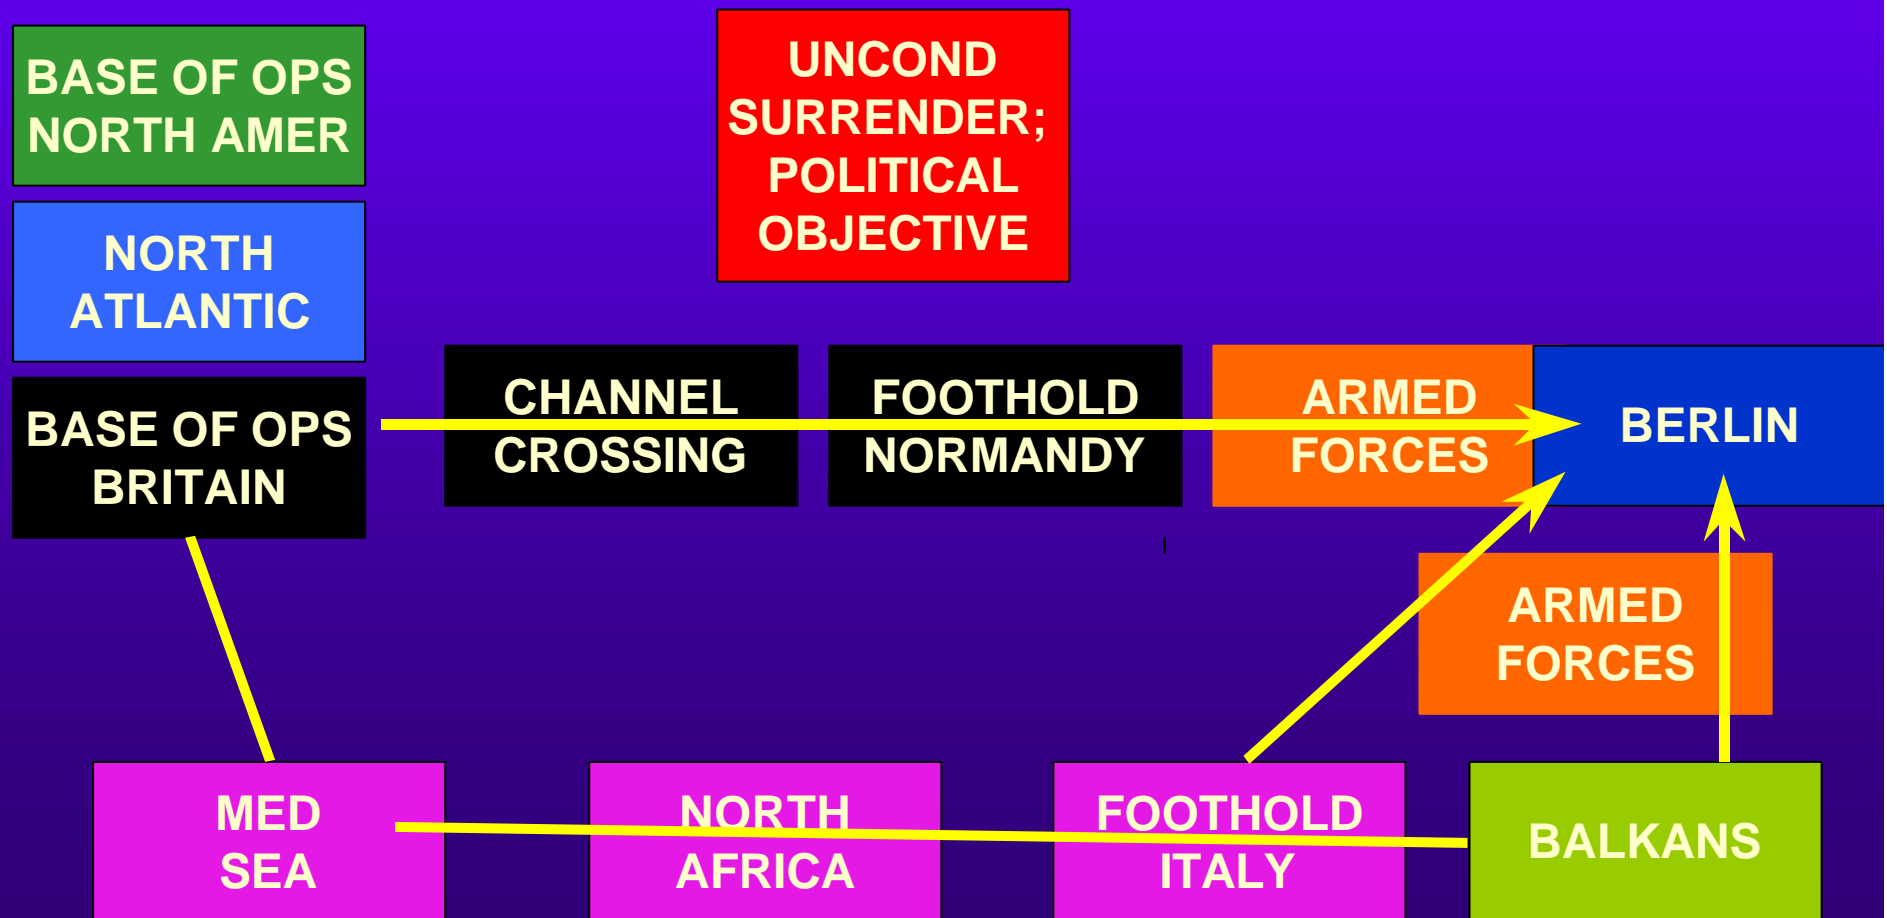 BASE OF OPS
NORTH AMER
UNCOND
SURRENDER;
POLITICAL
OBJECTIVE
NORTH
ATLANTIC
BASE OF OPS
BRITAIN
CHANNEL
CROSSING
FOOTHOLD
NORMANDY
ARMED
FORCES
BERLIN
ARMED
FORCES
MED
SEA
NORTH
AFRICA
FOOTHOLD
ITALY
BALKANS